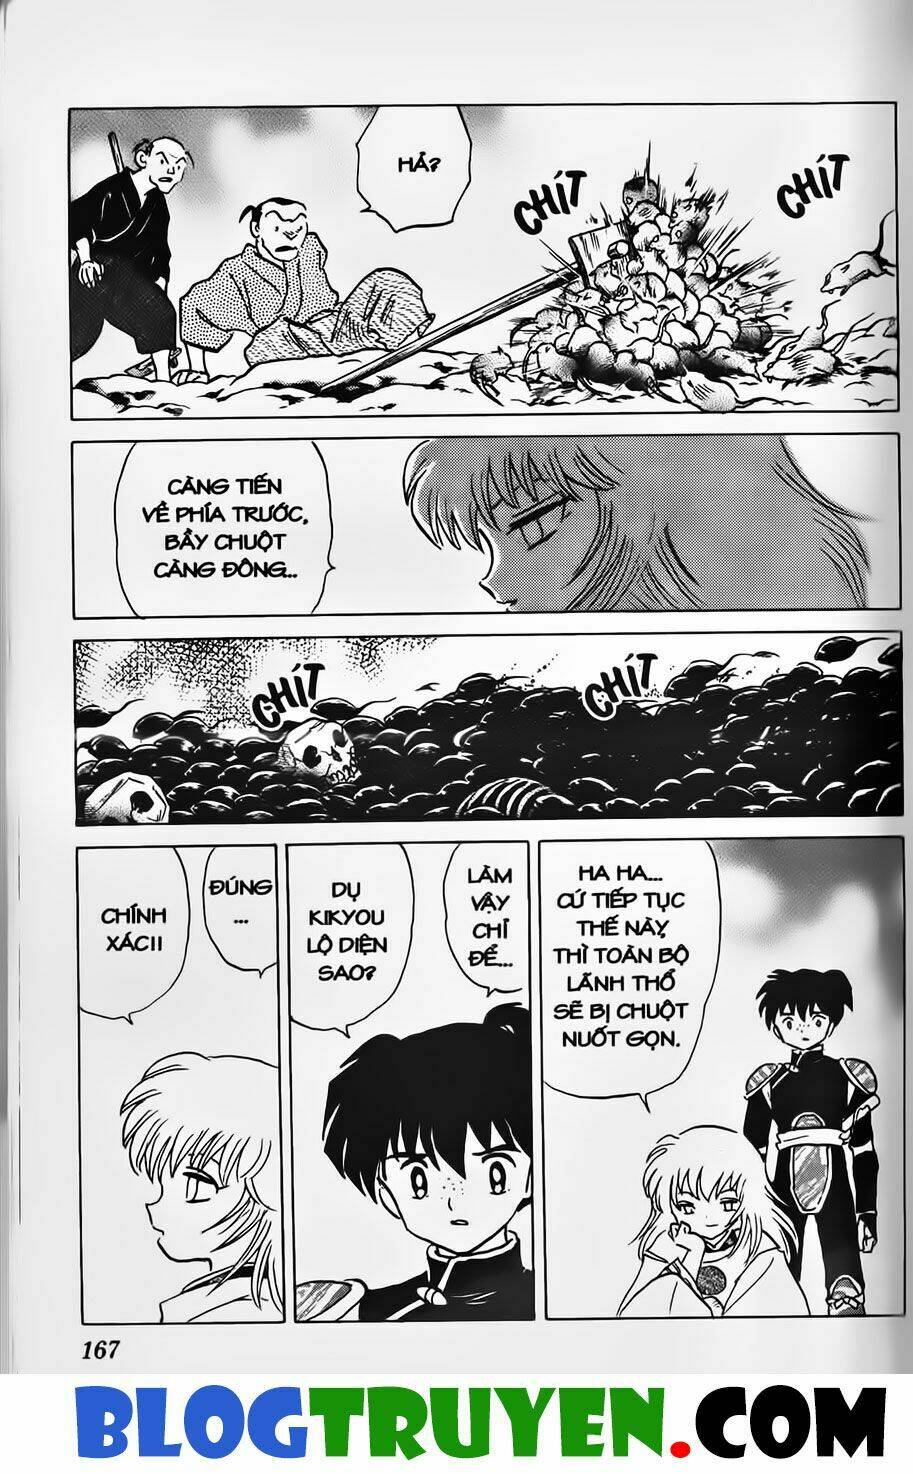 HẢ?
CHÍT
CHÍT
CÀNG TIẾN
VỀ PHÍA TRƯỚC,
BẦY CHUỘT
CÀNG ĐÔNG...
CHÍT
CHÍT
HA HA...
CỨ TIẾP TỤC
THẾ NÀY,
THÌ TOÀN BỘ
LÃNH THỔ
SẼ BỊ CHUỘT
NUỐT GỌN.
LÀM
VẬY
CHỈ
ĐỂ...
DỤ
KIKYOU
LỘ DIỆN
SAO?
ĐÚNG
...
CHÍNH
XÁC!!
167
BLOGTRUYEN.COM